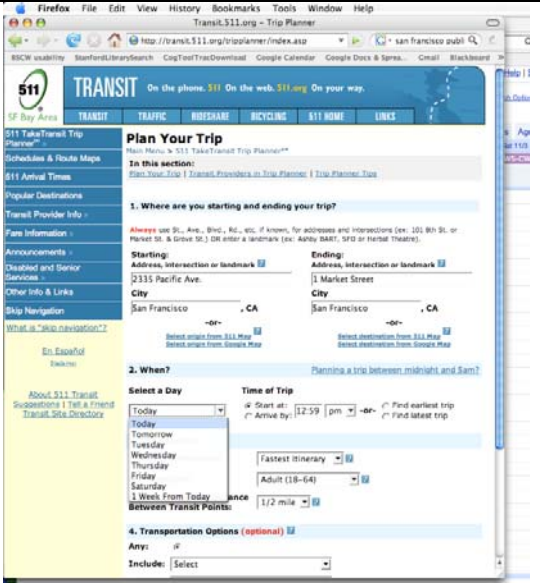 Firefox File Edit View History Bookmarks Tools Window Help
Transit.511.org – Trip Planner
http://transit.511.org/tripplanner/index.asp
san francisco publi
BSCW usability StanfordLibrarySearch CogToolTracDownload Google Calendar Google Docs & Sprea... Gmail Blackboard
511
SF Bay Area
TRANSIT On the phone. 511 On the web. 511.org On your way.
TRANSIT TRAFFIC RIDESHARE BICYCLING 511 HOME LINKS
511 TakeTransit Trip Planner
Schedules & Route Maps
511 Arrival Times
Popular Destinations
Transit Provider Info
Fare Information
Announcements
Disabled and Senior Services
Other Info & Links
Skip Navigation
What is "skip navigation"?
En Español
About 511 Transit
Suggestions | Tell a Friend
Transit Site Directory
Plan Your Trip
Main Menu > 511 TakeTransit Trip Planner
In this section:
Plan Your Trip | Transit Providers in Trip Planner | Trip Planner Tips
1. Where are you starting and ending your trip?
Always use St., Ave., Blvd., Rd., etc. if known, for addresses and intersections (ex: 101 8th St. or
Market St. & Grove St.) OR enter a landmark (ex: Ashby BART, SFO or Herbst Theatre).
Starting:
Address, intersection or landmark
2335 Pacific Ave.
City
San Francisco , CA
-or-
Select origin from 511 Map
Select origin from Google Map
Ending:
Address, intersection or landmark
1 Market Street
City
San Francisco , CA
-or-
Select destination from 511 Map
Select destination from Google Map
2. When?
Planning a trip between midnight and 5am?
Select a Day
Today
Today
Tomorrow
Tuesday
Wednesday
Thursday
Friday
Saturday
1 Week From Today
Time of Trip
Start at: 12:59 pm -or- Find earliest trip
Arrive by: Find latest trip
Fastest Itinerary
Adult (18-64)
Between Transit Points: 1/2 mile
4. Transportation Options (optional)
Any:
Include: Select
Help